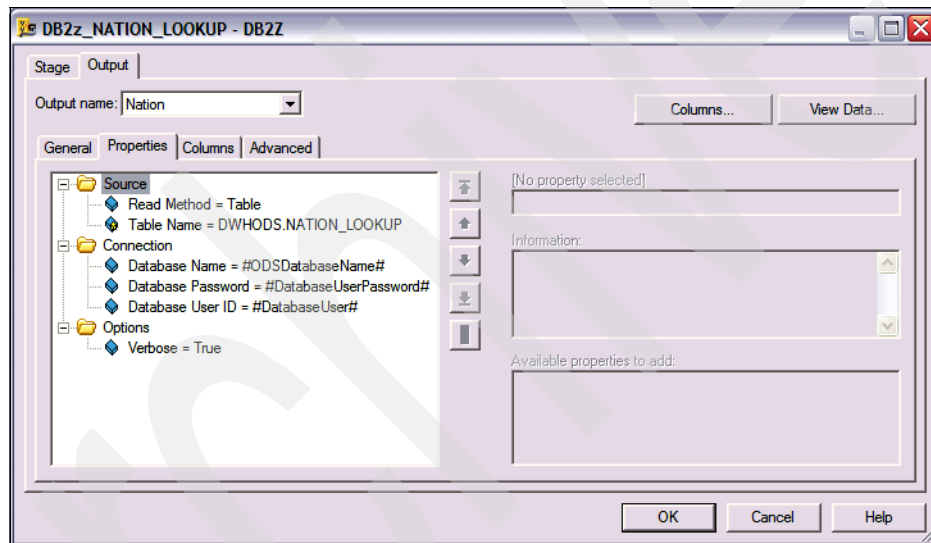 DB2z_NATION_LOOKUP - DB2Z
Stage Output
Output name: Nation
Columns... View Data...
General Properties Columns Advanced
Source
Read Method = Table
Table Name = DWHODS.NATION_LOOKUP
Connection
Database Name = #ODSDatabaseName#
Database Password = #DatabaseUserPassword#
Database User ID = #DatabaseUser#
Options
Verbose = True
[No property selected]
Information:
Available properties to add:
OK Cancel Help